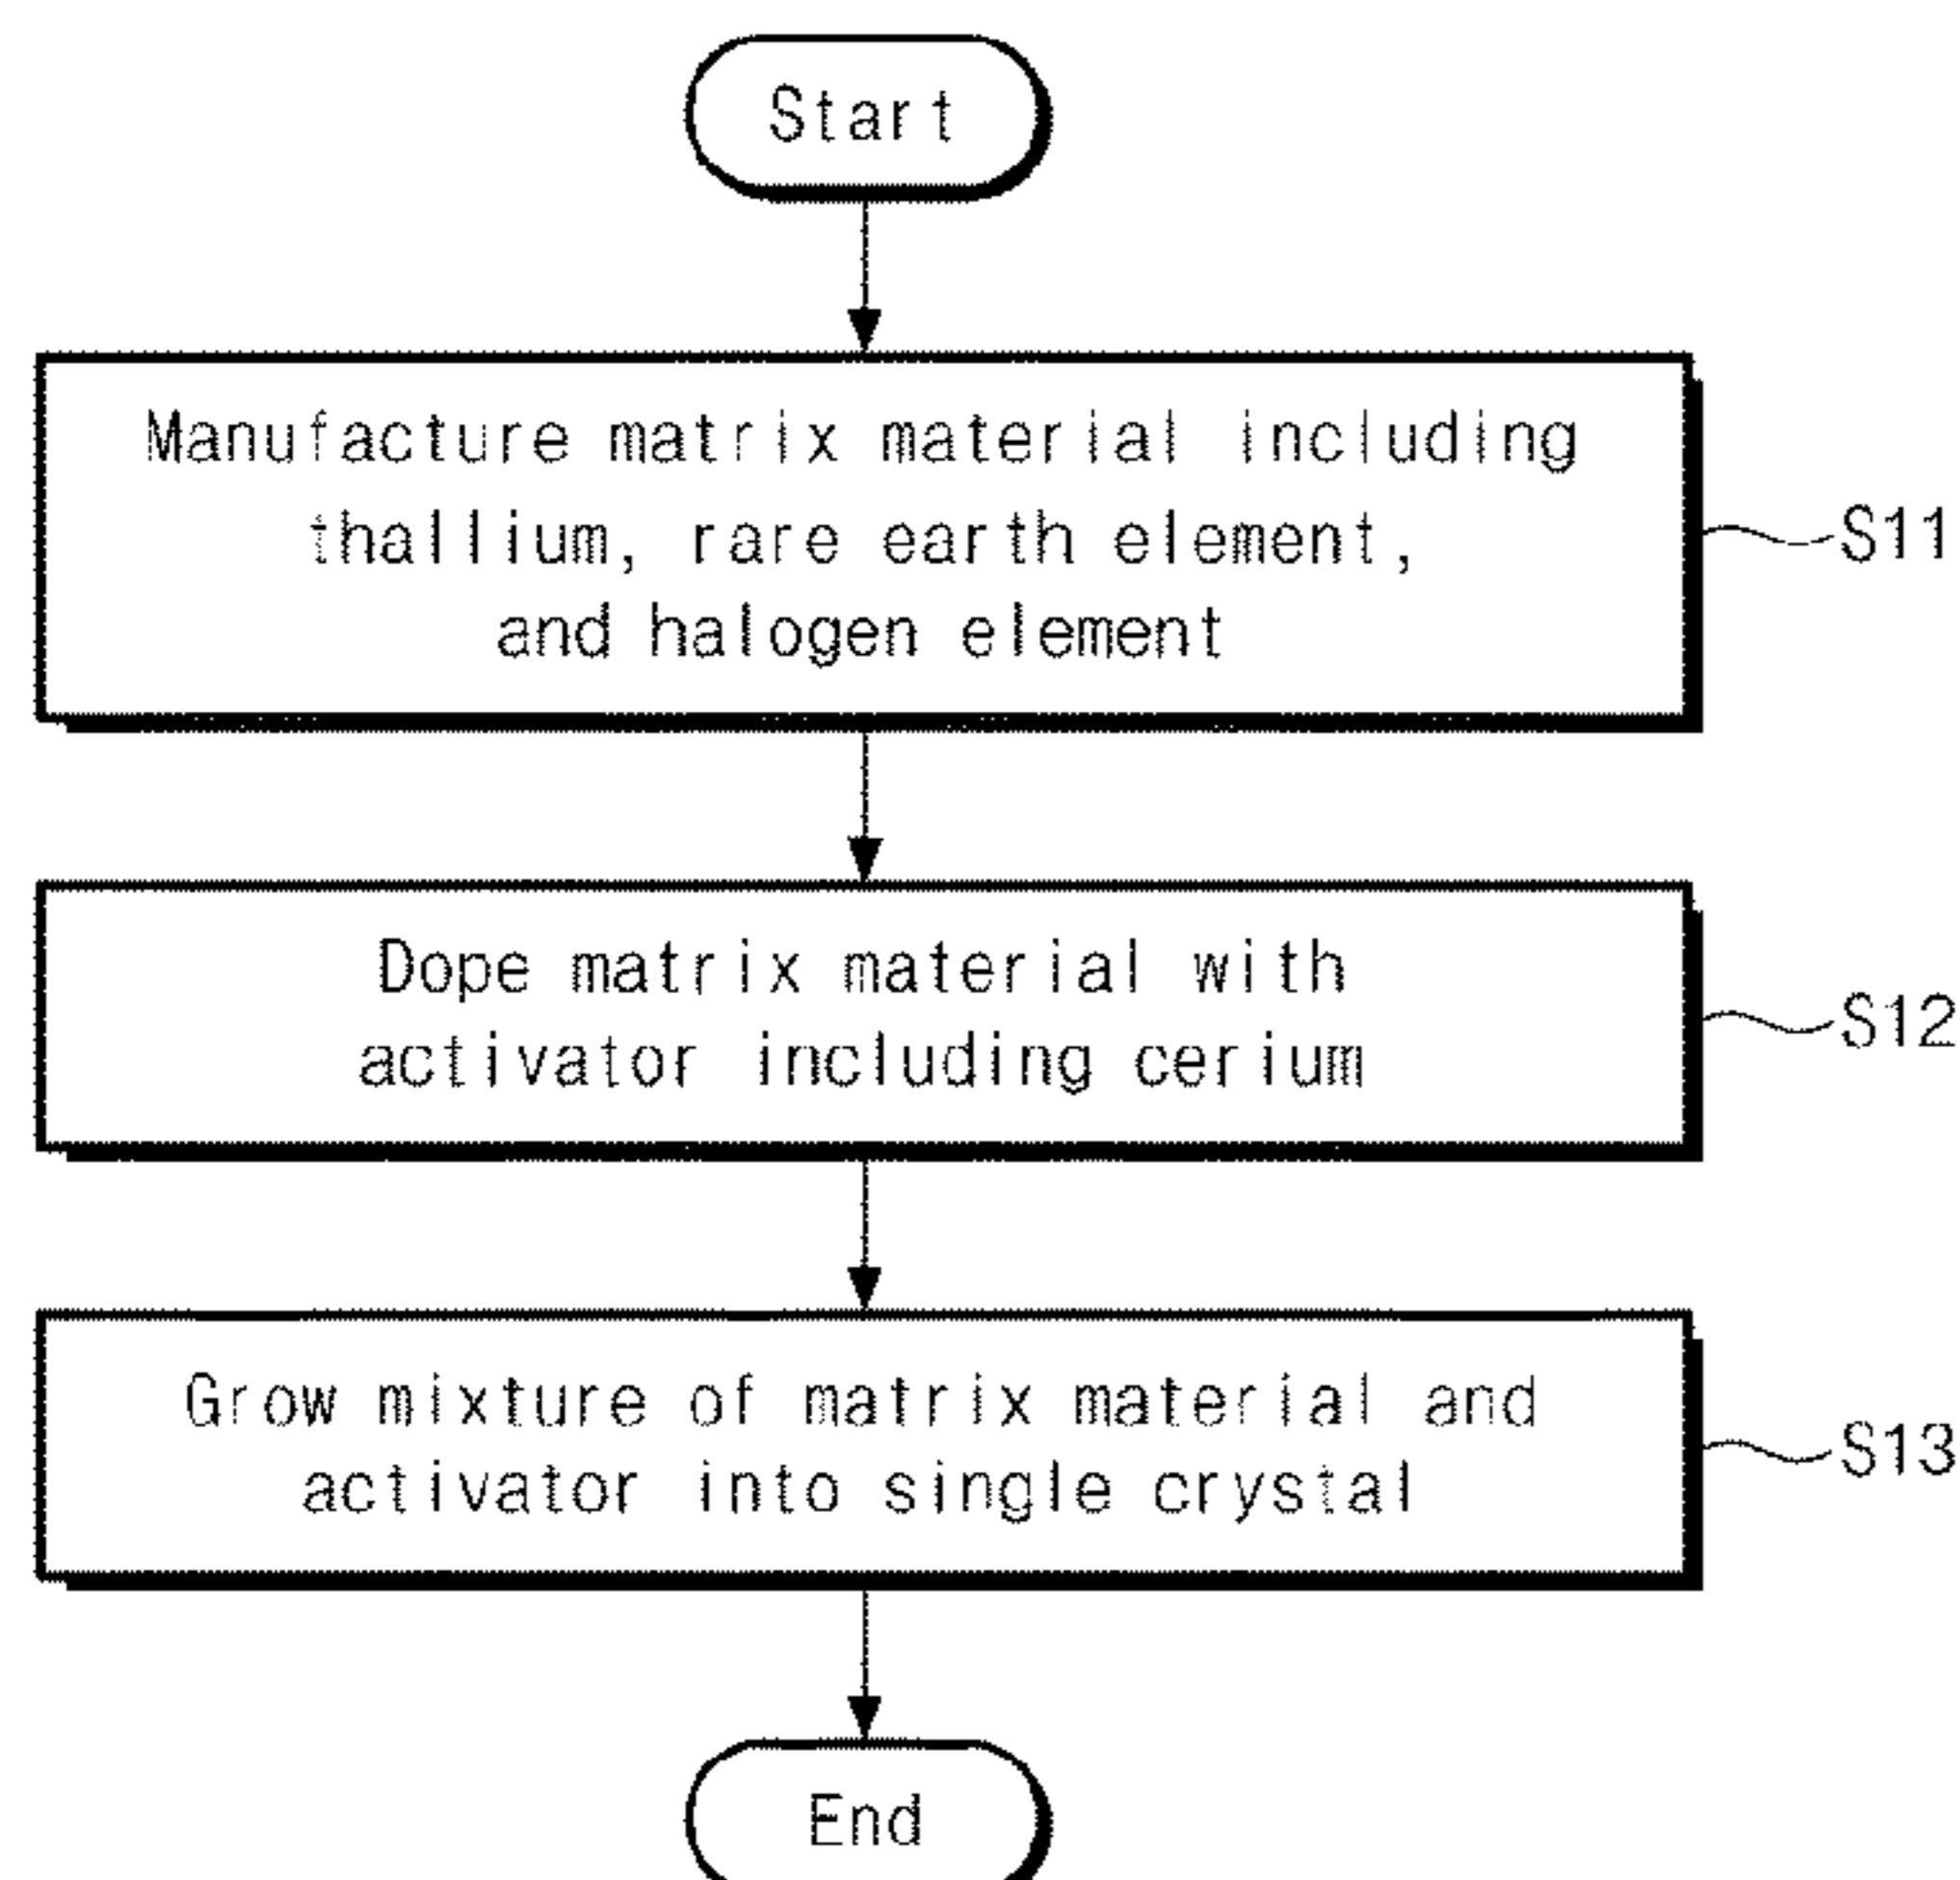 Start
Manufacture matrix material including
thallium, rare earth element,
and halogen element
S11
Dope matrix material with
activator including cerium
S12
Grow mixture of matrix material and
activator into single crystal
S13
End